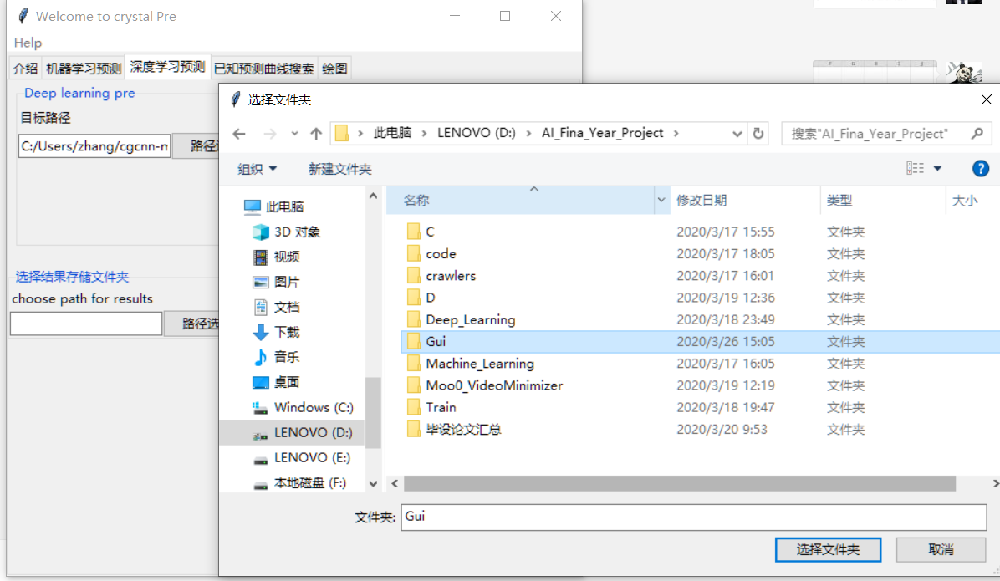 Welcome to crystal Pre
Help
介绍 机器学习预测 深度学习预测 已知预测曲线搜索 绘图
Deep learning pre
目标路径
C:/Users/zhang/cgcnn-n
选择结果存储文件夹
choose path for results
路径选
选择文件夹
此电脑 LENOVO (D:) AI_Fina_Year_Project
搜索"AI_Fina_Year_Project"
组织 新建文件夹
此电脑
3D 对象
视频
图片
文档
下载
音乐
桌面
Windows (C:)
LENOVO (D:)
LENOVO (E:)
本地磁盘 (F:)
名称 修改日期 类型 大小
C 2020/3/17 15:55 文件夹
code 2020/3/17 18:05 文件夹
crawlers 2020/3/17 16:01 文件夹
D 2020/3/19 12:36 文件夹
Deep_Learning 2020/3/18 23:49 文件夹
Gui 2020/3/26 15:05 文件夹
Machine_Learning 2020/3/17 16:05 文件夹
Moo0_VideoMinimizer 2020/3/19 12:19 文件夹
Train 2020/3/18 19:47 文件夹
毕设论文汇总 2020/3/20 9:53 文件夹
文件夹: Gui
选择文件夹 取消